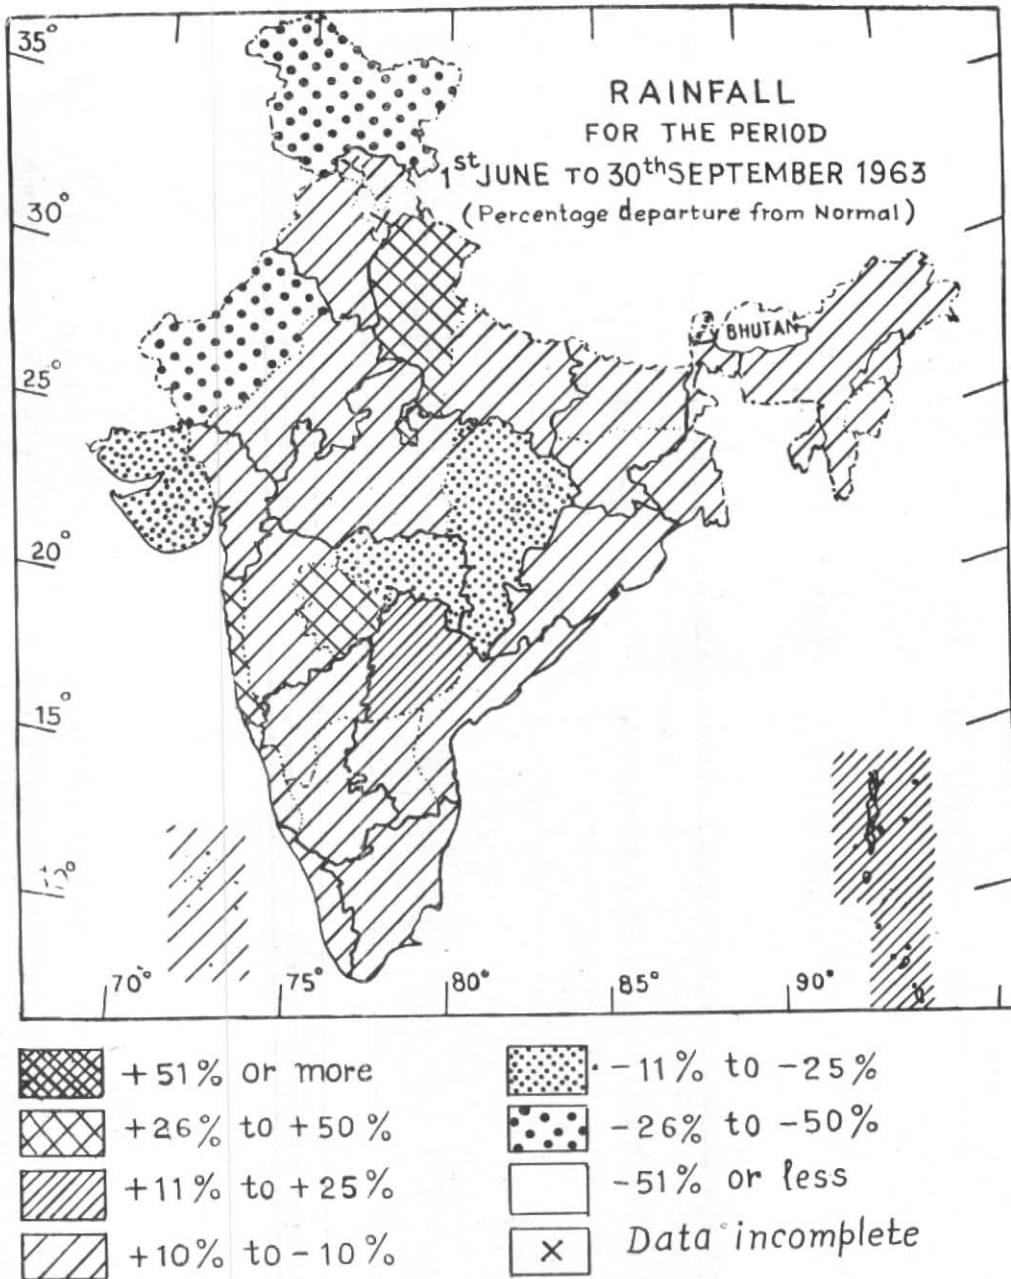 RAINFALL
FOR THE PERIOD
1st JUNE TO 30th SEPTEMBER 1963
(Percentage departure from Normal)
35°
30°
25°
20°
15°
BHUTAN
70° 75° 80° 85° 90°
+51% or more
+26% to +50%
+11% to +25%
+10% to -10%
-11% to -25%
-26% to -50%
-51% or less
× Data incomplete